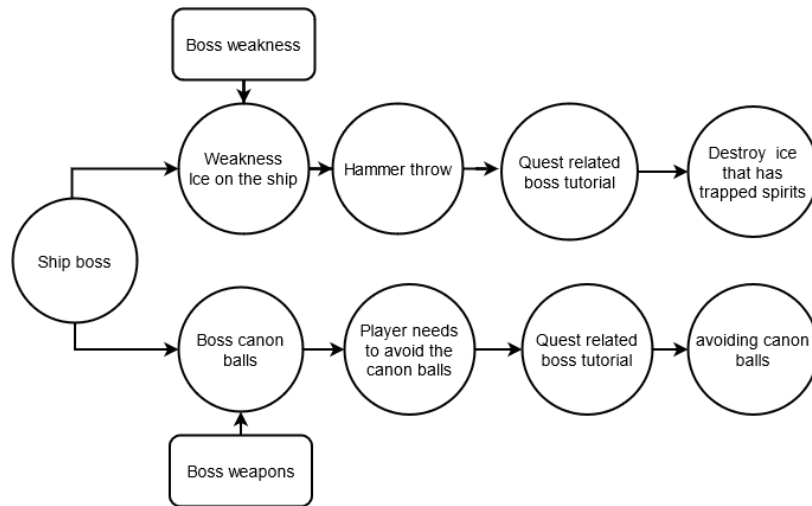 Boss weakness
Weakness
Ice on the ship
Hammer throw
Quest related
boss tutorial
Destroy ice
that has
trapped spirits
Ship boss
Boss canon
balls
Player needs
to avoid the
canon balls
Quest related
boss tutorial
avoiding canon
balls
Boss weapons